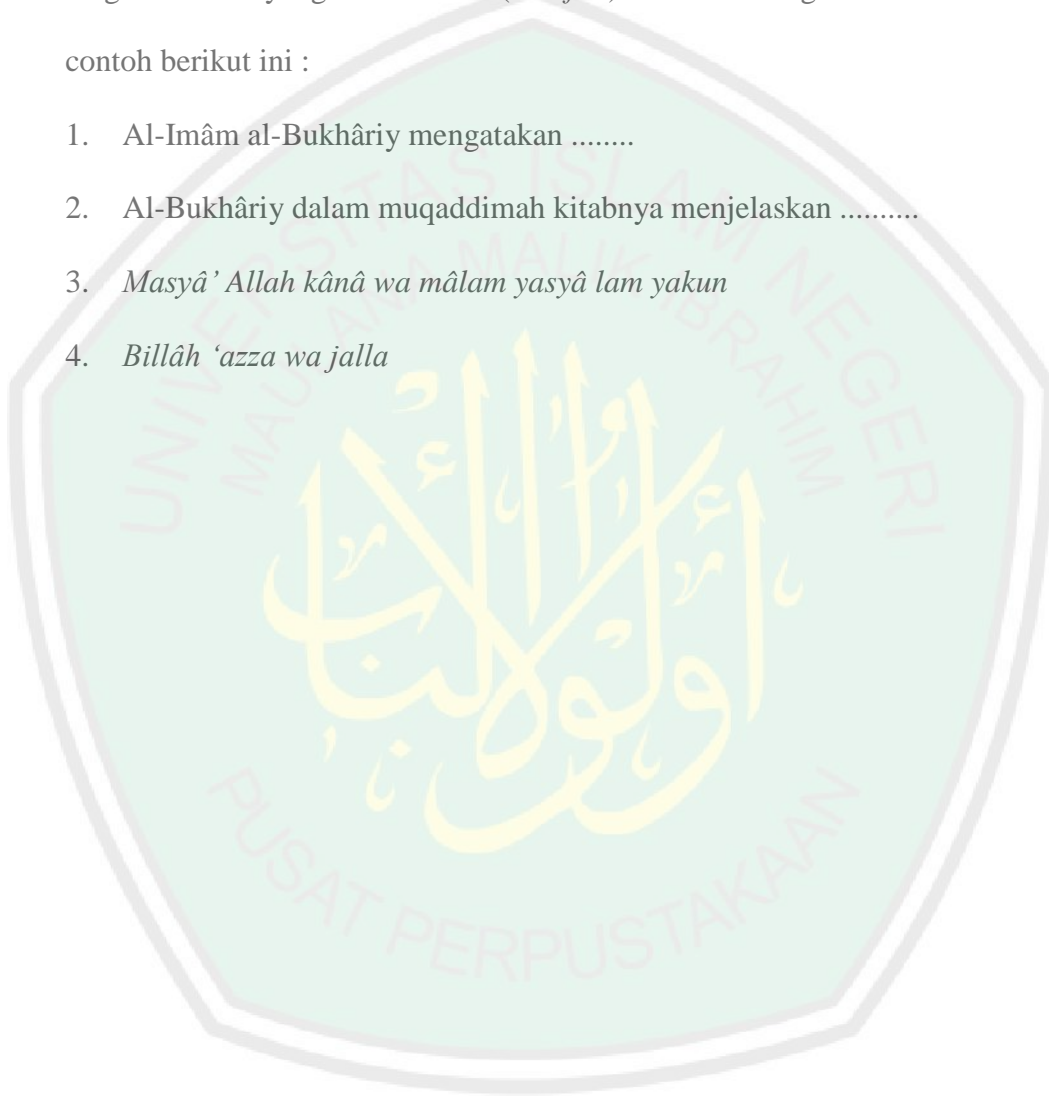 contoh berikut ini :
1. Al-Imâm al-Bukhâriy mengatakan ........
2. Al-Bukhâriy dalam muqaddimah kitabnya menjelaskan ..........
3. Masyâ’ Allah kânâ wa mâlam yasyâ lam yakun
4. Billâh ‘azza wa jalla
UNIVERSITAS ISLAM NEGERI
MAULANA MALIK IBRAHIM
PUSAT PERPUSTAKAAN